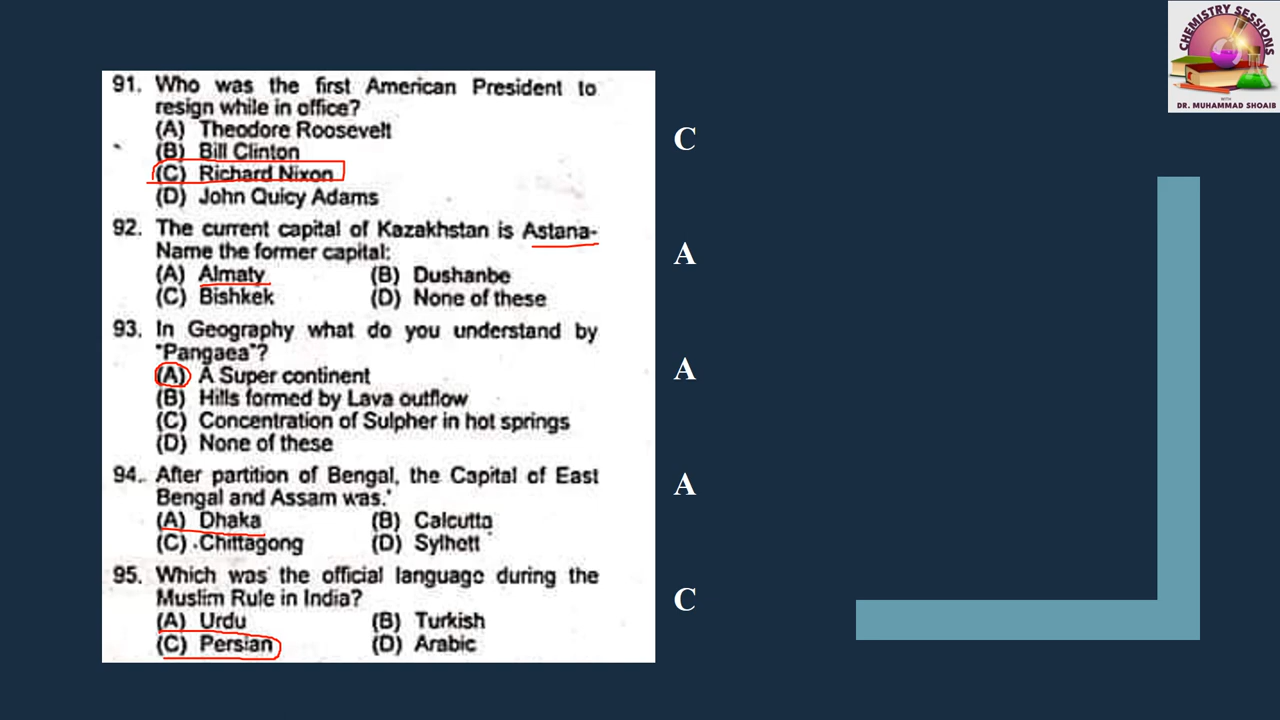 CHEMISTRY SESSIONS
WITH
DR. MUHAMMAD SHOAIB
91. Who was the first American President to
resign while in office?
(A) Theodore Roosevelt
(B) Bill Clinton
(C) Richard Nixon
(D) John Quicy Adams
C
92. The current capital of Kazakhstan is Astana-
Name the former capital:
(A) Almaty (B) Dushanbe
(C) Bishkek (D) None of these
A
93. In Geography what do you understand by
"Pangaea"?
(A) A Super continent
(B) Hills formed by Lava outflow
(C) Concentration of Sulpher in hot springs
(D) None of these
A
94. After partition of Bengal, the Capital of East
Bengal and Assam was.'
(A) Dhaka (B) Calcutta
(C) Chittagong (D) Sylhett
A
95. Which was the official language during the
Muslim Rule in India?
(A) Urdu (B) Turkish
(C) Persian (D) Arabic
C